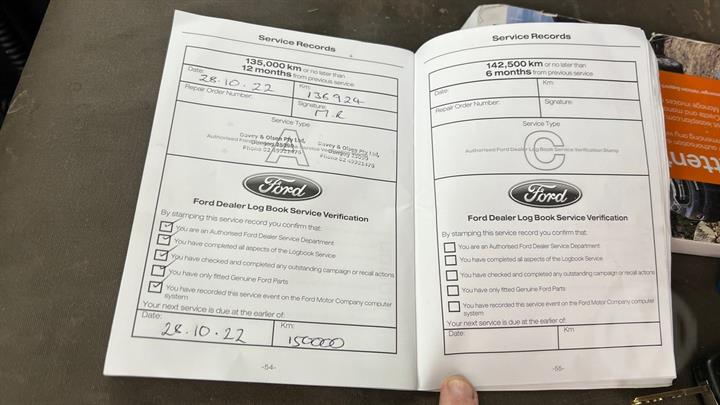 Service Records
135,000 km or no later than
12 months from previous service
Date: 28.10.22
Km 136924
Repair Order Number:
Signature: M.R
Service Type
A
Davey & Olsen Pty Ltd,
Phone 02 49321475
Ford
Ford Dealer Log Book Service Verification
By stamping this service record you confirm that:
You are an Authorised Ford Dealer Service Department
You have completed all aspects of the Logbook Service
You have checked and completed any outstanding campaign or recall actions
You have only fitted Genuine Ford Parts
You have recorded this service event on the Ford Motor Company computer
system
Your next service is due at the earlier of:
Date: 28.10.22
Km: 150000
-54-
Service Records
142,500 km or no later than
6 months from previous service
Date:
Km
Repair Order Number:
Signature:
Service Type
C
Authorised Ford Dealer Log Book Service Verification Stamp
Ford
Ford Dealer Log Book Service Verification
By stamping this service record you confirm that:
You are an Authorised Ford Dealer Service Department
You have completed all aspects of the Logbook Service
You have checked and completed any outstanding campaign or recall actions
You have only fitted Genuine Ford Parts
You have recorded this service event on the Ford Motor Company computer
system
Your next service is due at the earlier of:
Date:
Km
-55-